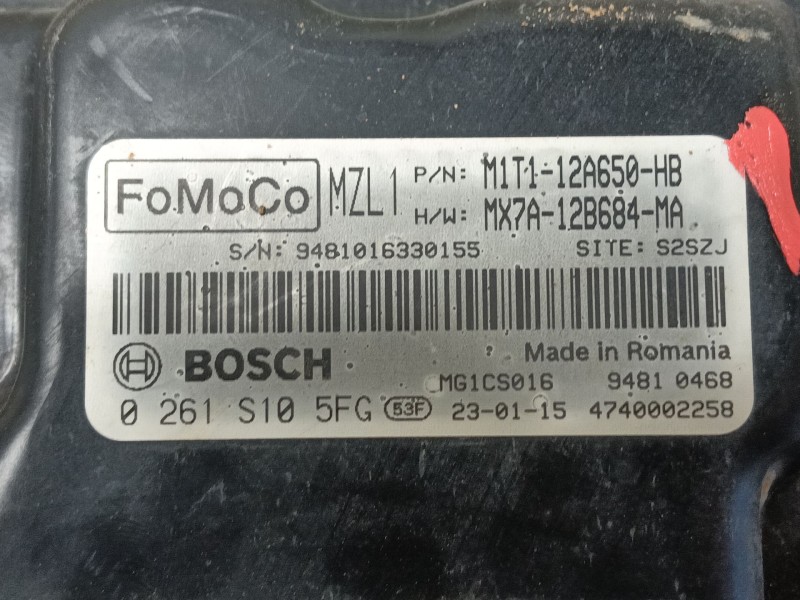 FoMoCo MZL1 P/N: M1T1-12A650-HB
H/W: MX7A-12B684-MA
S/N: 9481016330155 SITE: S2SZJ
BOSCH Made in Romania
MG1CS016 9481 0468
0 261 S10 5FG 53F 23-01-15 4740002258